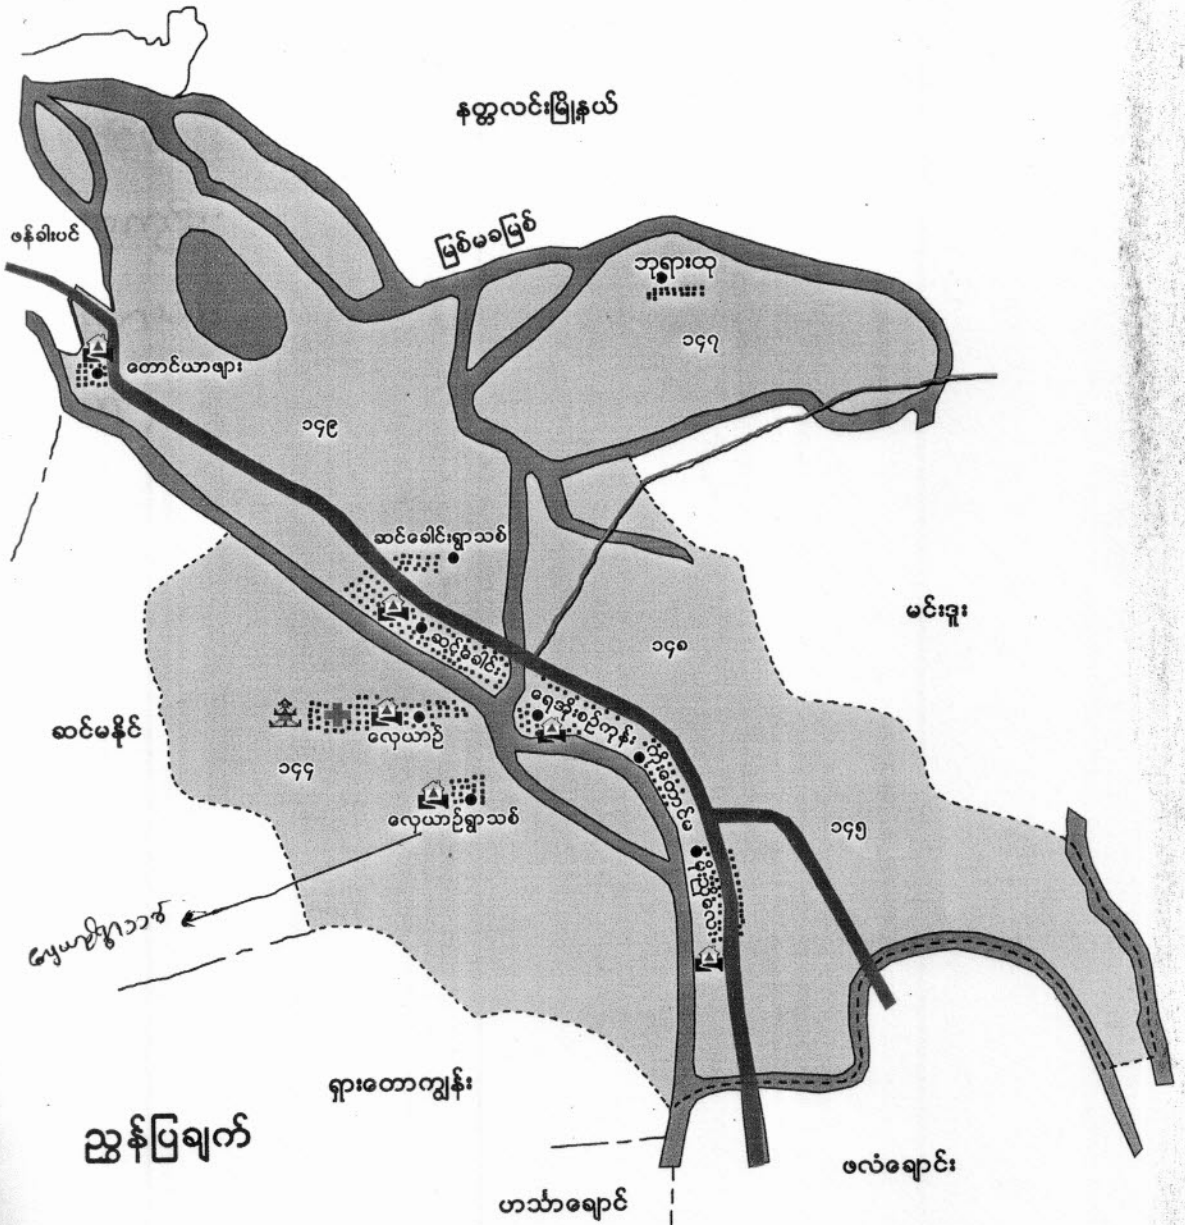 နတ္တလင်းမြို့နယ်
ဖန်ခါးပင်
မြစ်မခမြစ်
ဘုရားထု
၁၄၇
တောင်ယာဖျား
၁၄၉
ဆင်ခေါင်းရွာသစ်
မင်းဒူး
၁၄၈
ဆင်ခေါင်း
ရေအိုးစဉ်ကုန်း
ဆင်မနိုင်
လှေယာဉ်
၁၄၄
လှေယာဉ်ရွာသစ်
၁၄၅
ရှားတောကျွန်း
ညွှန်ပြချက်
ဖလံချောင်း
ဟင်္သာချောင်